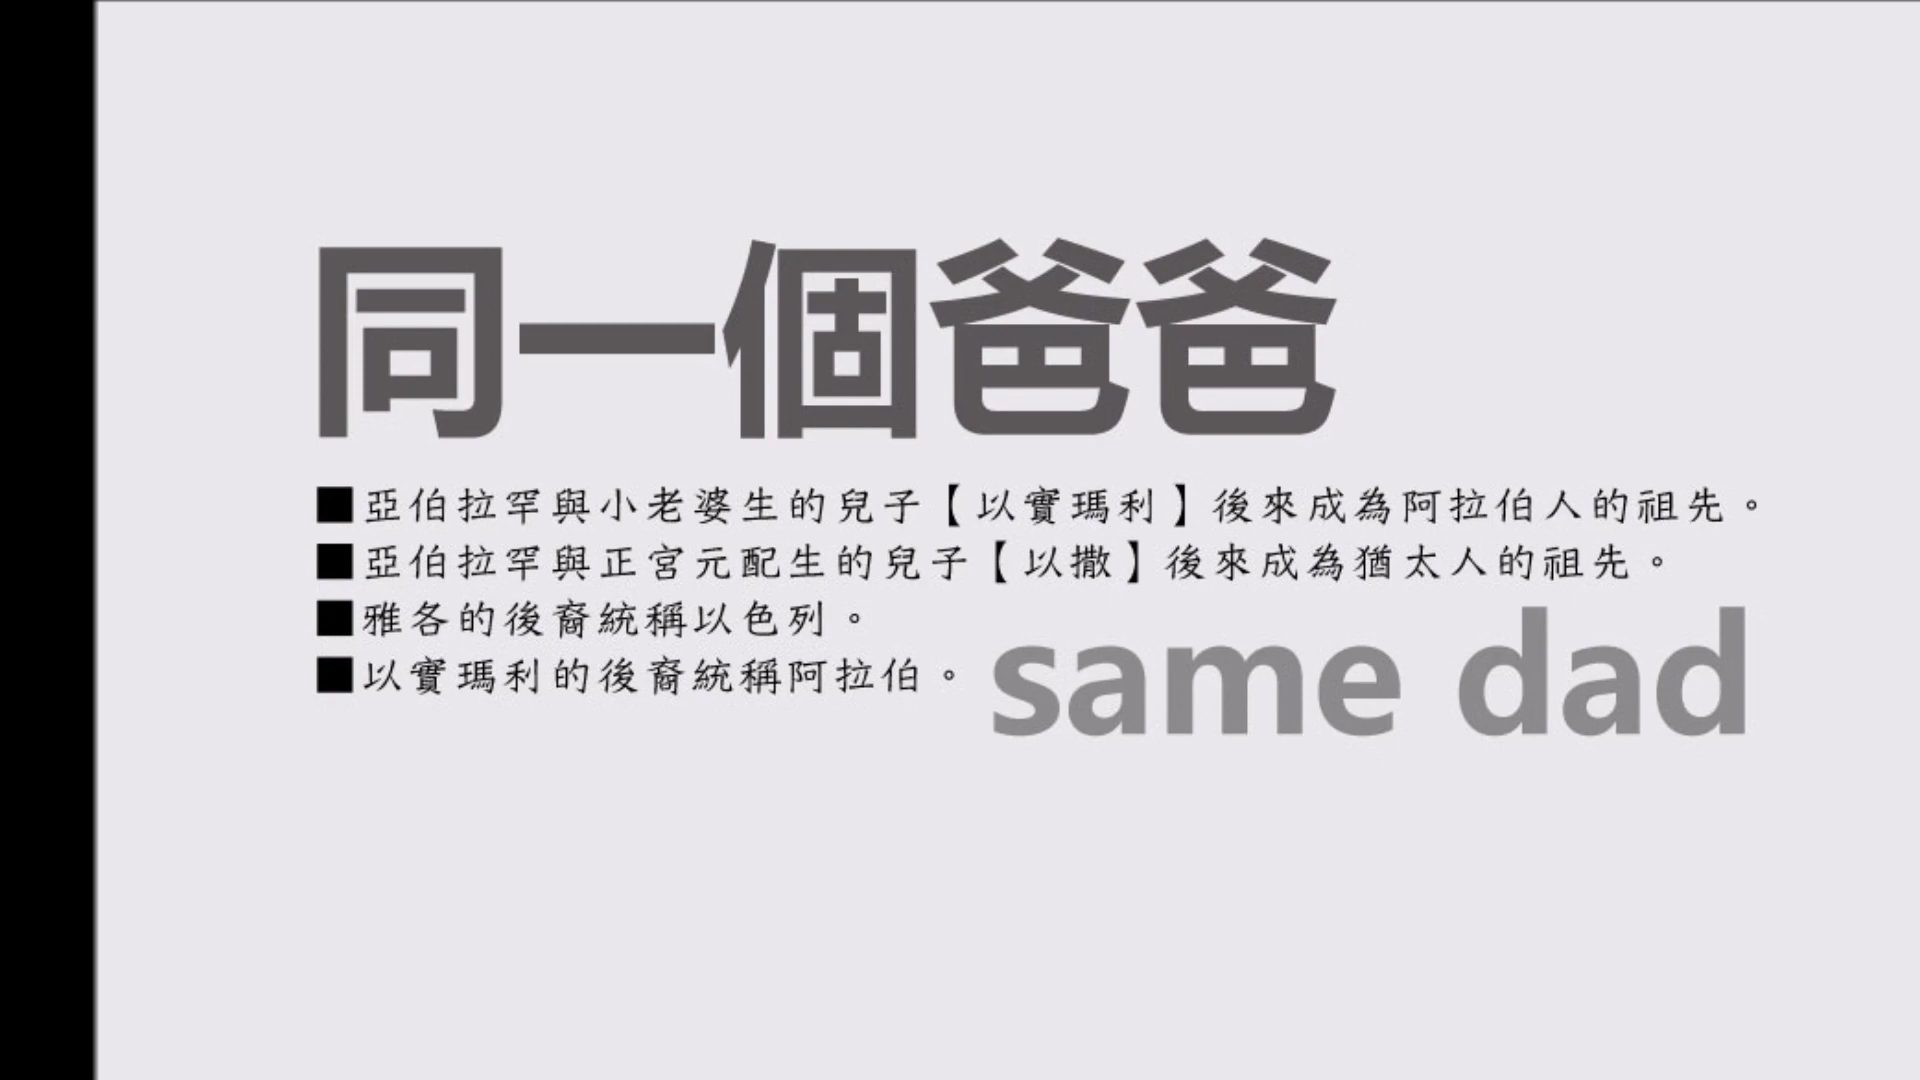 同一個爸爸
■亞伯拉罕與小老婆生的兒子【以實瑪利】後來成為阿拉伯人的祖先。
■亞伯拉罕與正宮元配生的兒子【以撒】後來成為猶太人的祖先。
■雅各的後裔統稱以色列。
■以實瑪利的後裔統稱阿拉伯。
same dad